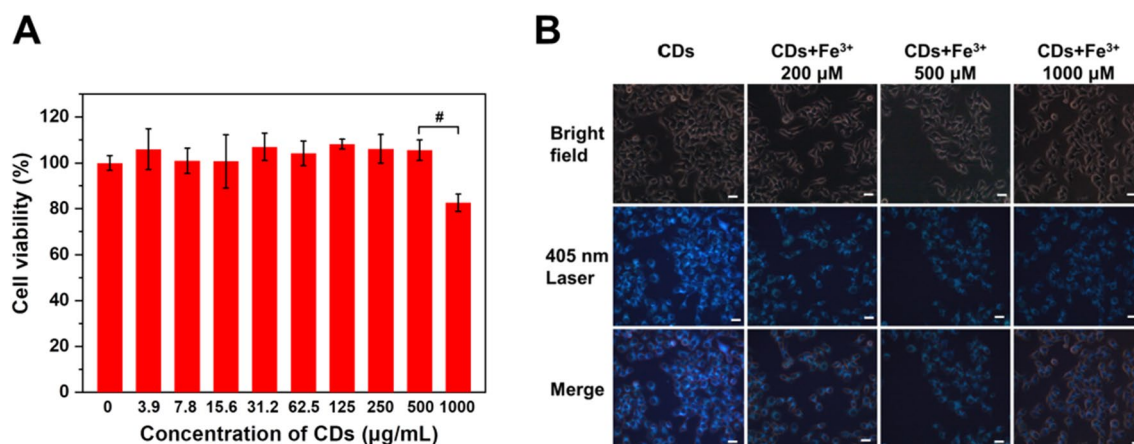 A
Cell viability (%)
120
100
80
60
40
20
0
#
0 3.9 7.8 15.6 31.2 62.5 125 250 500 1000
Concentration of CDs (µg/mL)
B
CDs
CDs+Fe³⁺
200 µM
CDs+Fe³⁺
500 µM
CDs+Fe³⁺
1000 µM
Bright
field
405 nm
Laser
Merge